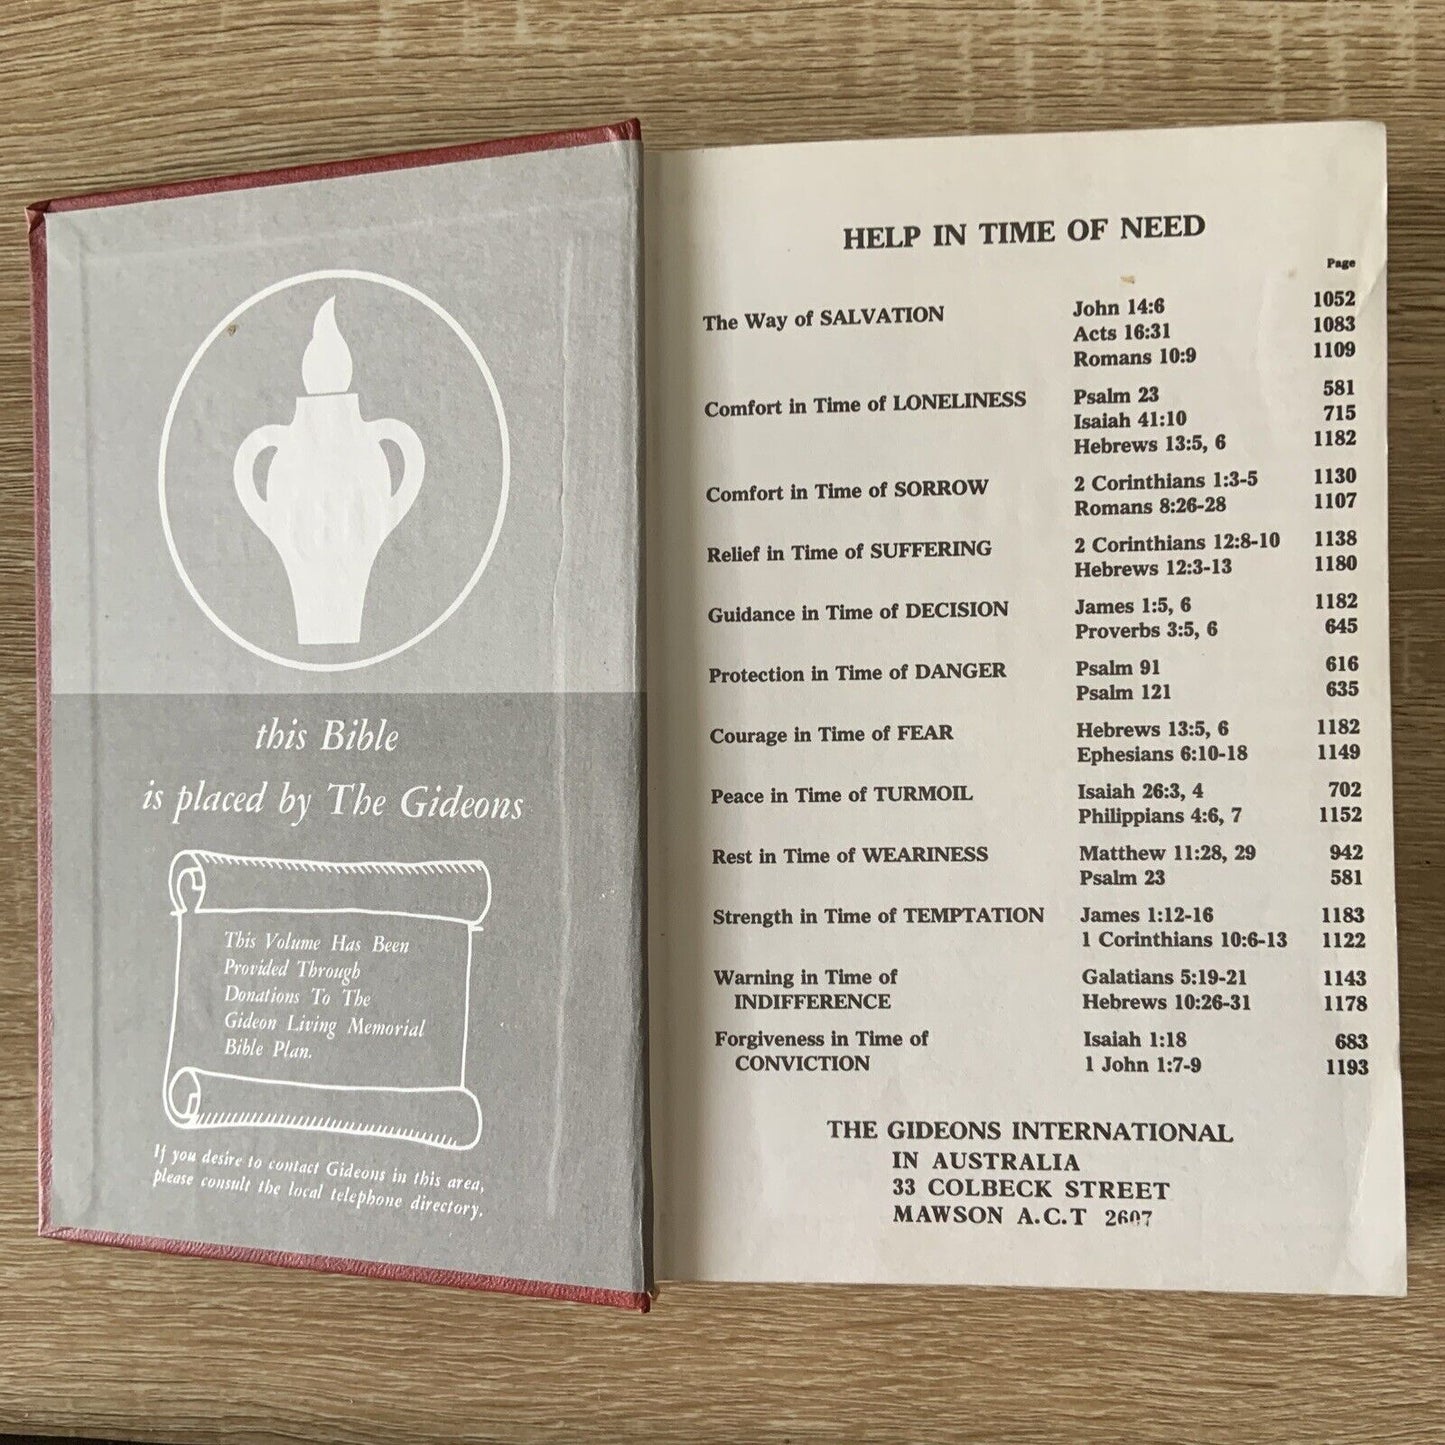 this Bible
is placed by The Gideons
This Volume Has Been
Provided Through
Donations To The
Gideon Living Memorial
Bible Plan.
If you desire to contact Gideons in this area,
please consult the local telephone directory.
HELP IN TIME OF NEED
Page
The Way of SALVATION John 14:6 1052
Acts 16:31 1083
Romans 10:9 1109
Comfort in Time of LONELINESS Psalm 23 581
Isaiah 41:10 715
Hebrews 13:5, 6 1182
Comfort in Time of SORROW 2 Corinthians 1:3-5 1130
Romans 8:26-28 1107
Relief in Time of SUFFERING 2 Corinthians 12:8-10 1138
Hebrews 12:3-13 1180
Guidance in Time of DECISION James 1:5, 6 1182
Proverbs 3:5, 6 645
Protection in Time of DANGER Psalm 91 616
Psalm 121 635
Courage in Time of FEAR Hebrews 13:5, 6 1182
Ephesians 6:10-18 1149
Peace in Time of TURMOIL Isaiah 26:3, 4 702
Philippians 4:6, 7 1152
Rest in Time of WEARINESS Matthew 11:28, 29 942
Psalm 23 581
Strength in Time of TEMPTATION James 1:12-16 1183
1 Corinthians 10:6-13 1122
Warning in Time of Galatians 5:19-21 1143
INDIFFERENCE Hebrews 10:26-31 1178
Forgiveness in Time of Isaiah 1:18 683
CONVICTION 1 John 1:7-9 1193
THE GIDEONS INTERNATIONAL
IN AUSTRALIA
33 COLBECK STREET
MAWSON A.C.T 2607